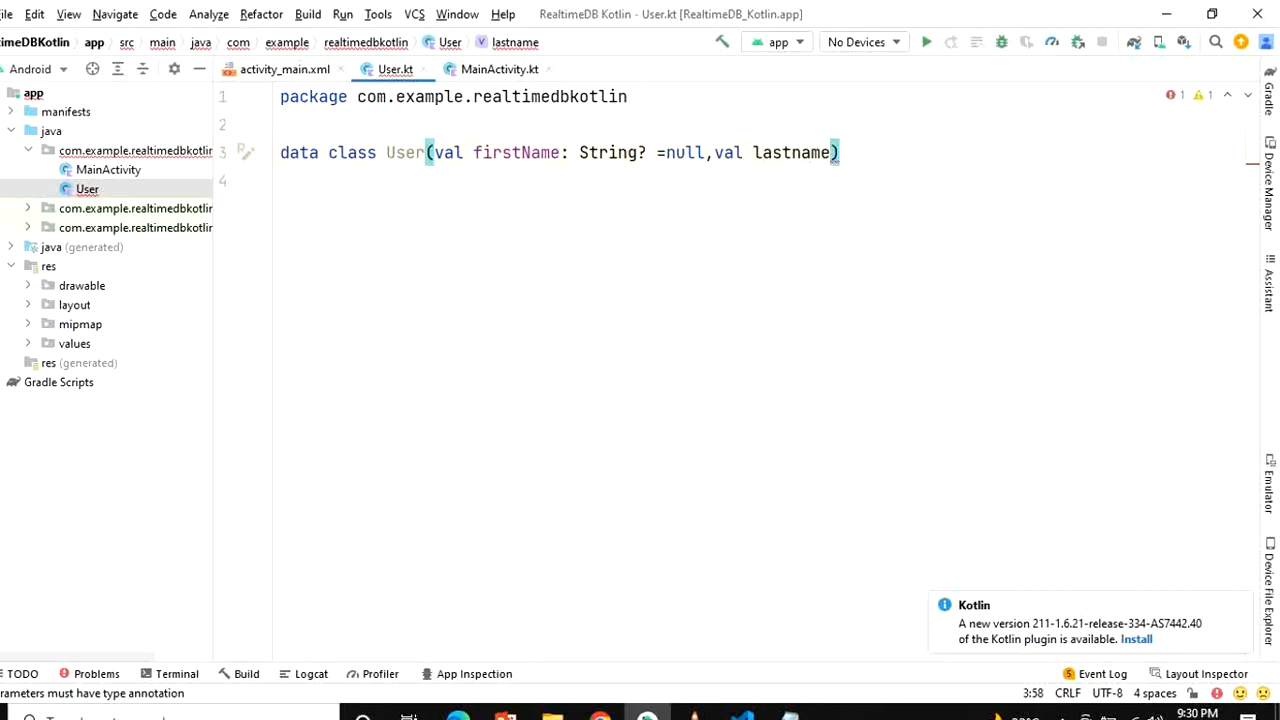 ile Edit View Navigate Code Analyze Refactor Build Run Tools VCS Window Help RealtimeDB Kotlin - User.kt [RealtimeDB_Kotlin.app]
timeDBKotlin app src main java com example realtimedbkotlin User lastname app No Devices
Android activity_main.xml User.kt MainActivity.kt
app
manifests
java
com.example.realtimedbkotlin
MainActivity
User
com.example.realtimedbkotlin
com.example.realtimedbkotlin
java (generated)
res
drawable
layout
mipmap
values
res (generated)
Gradle Scripts
1 package com.example.realtimedbkotlin
2
3 data class User(val firstName: String? =null,val lastname)
4
1 1
Gradle
Device Manager
Assistant
Emulator
Device File Explorer
Kotlin
A new version 211-1.6.21-release-334-AS7442.40
of the Kotlin plugin is available. Install
TODO Problems Terminal Build Logcat Profiler App Inspection Event Log Layout Inspector
rameters must have type annotation 3:58 CRLF UTF-8 4 spaces
9:30 PM